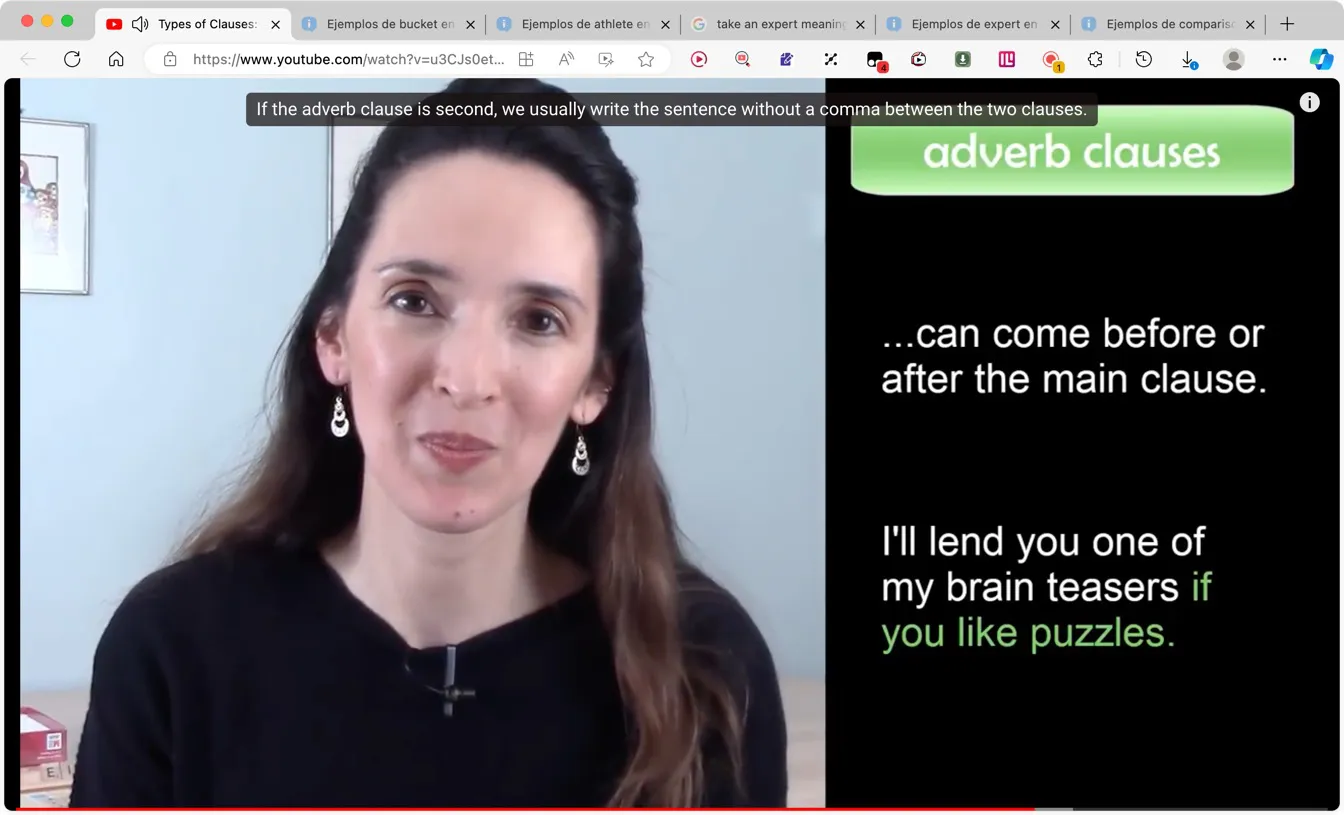 Types of Clauses:
Ejemplos de bucket en
Ejemplos de athlete en
take an expert meaning
Ejemplos de expert en
Ejemplos de comparis
https://www.youtube.com/watch?v=u3CJs0et...
4
1
If the adverb clause is second, we usually write the sentence without a comma between the two clauses.
adverb clauses
...can come before or
after the main clause.
I'll lend you one of
my brain teasers if
you like puzzles.